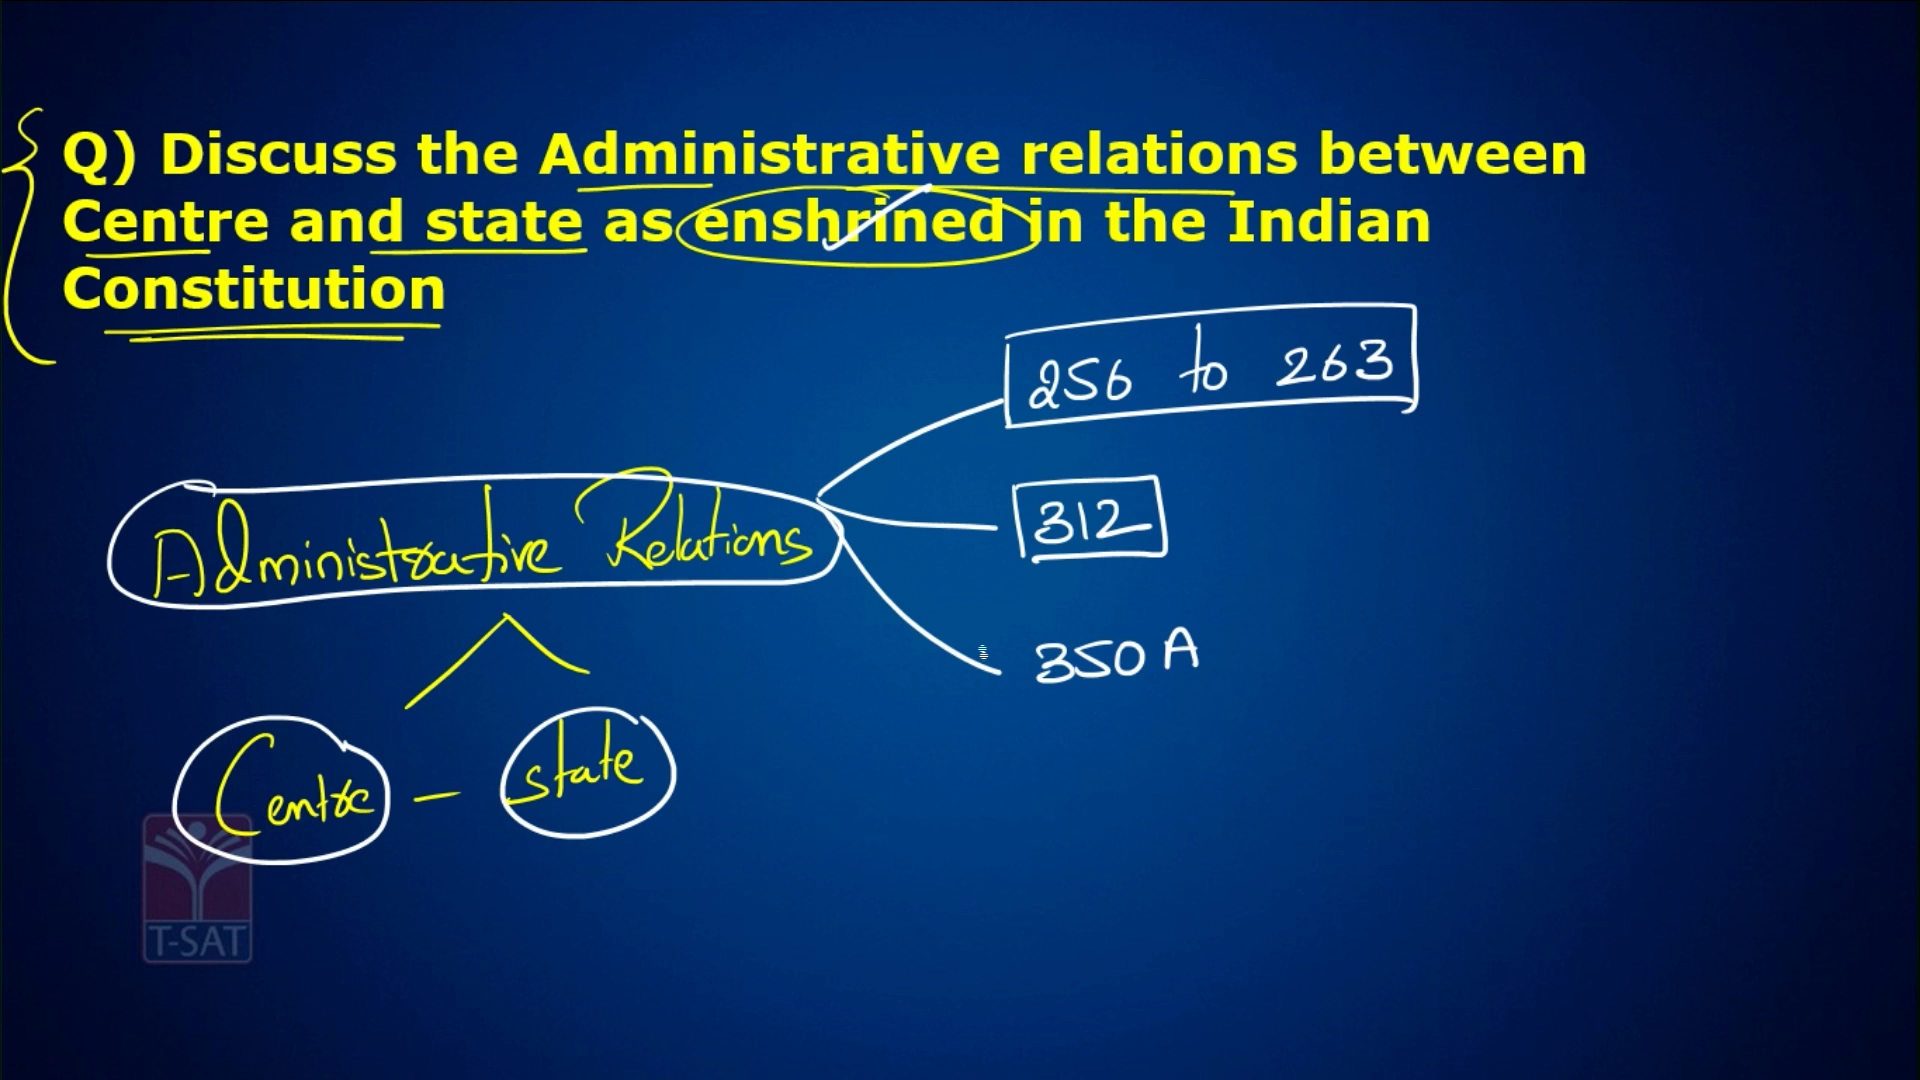 Q) Discuss the Administrative relations between
Centre and state as enshrined in the Indian
Constitution
256 to 263
Administrative Relations
312
350 A
Centre - state
T-SAT